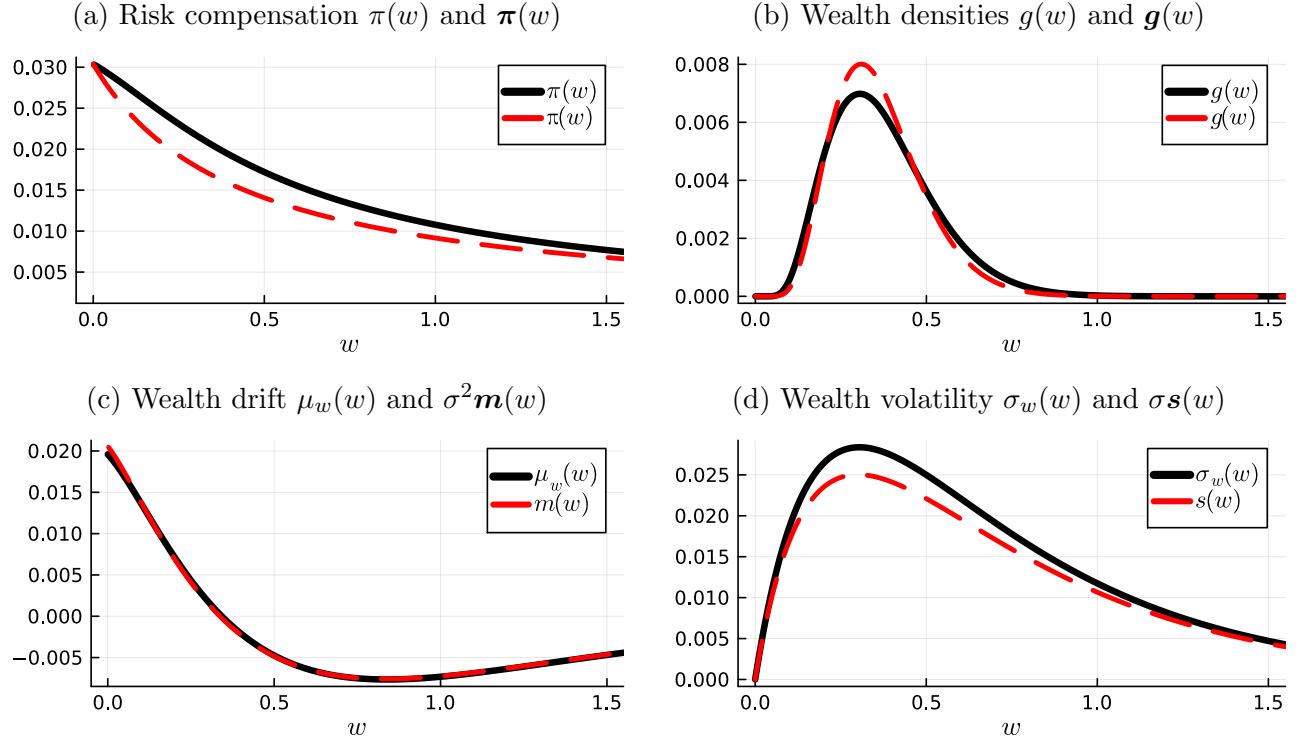 (a) Risk compensation π(w) and 𝝅(w)
0.030
0.025
0.020
0.015
0.010
0.005
0.0 0.5 1.0 1.5
w
π(w)
π(w)
(b) Wealth densities g(w) and 𝒈(w)
0.008
0.006
0.004
0.002
0.000
0.0 0.5 1.0 1.5
w
g(w)
g(w)
(c) Wealth drift μ_w(w) and σ²𝒎(w)
0.020
0.015
0.010
0.005
0.000
−0.005
0.0 0.5 1.0 1.5
w
μ_w(w)
m(w)
(d) Wealth volatility σ_w(w) and σ𝒔(w)
0.025
0.020
0.015
0.010
0.005
0.000
0.0 0.5 1.0 1.5
w
σ_w(w)
s(w)